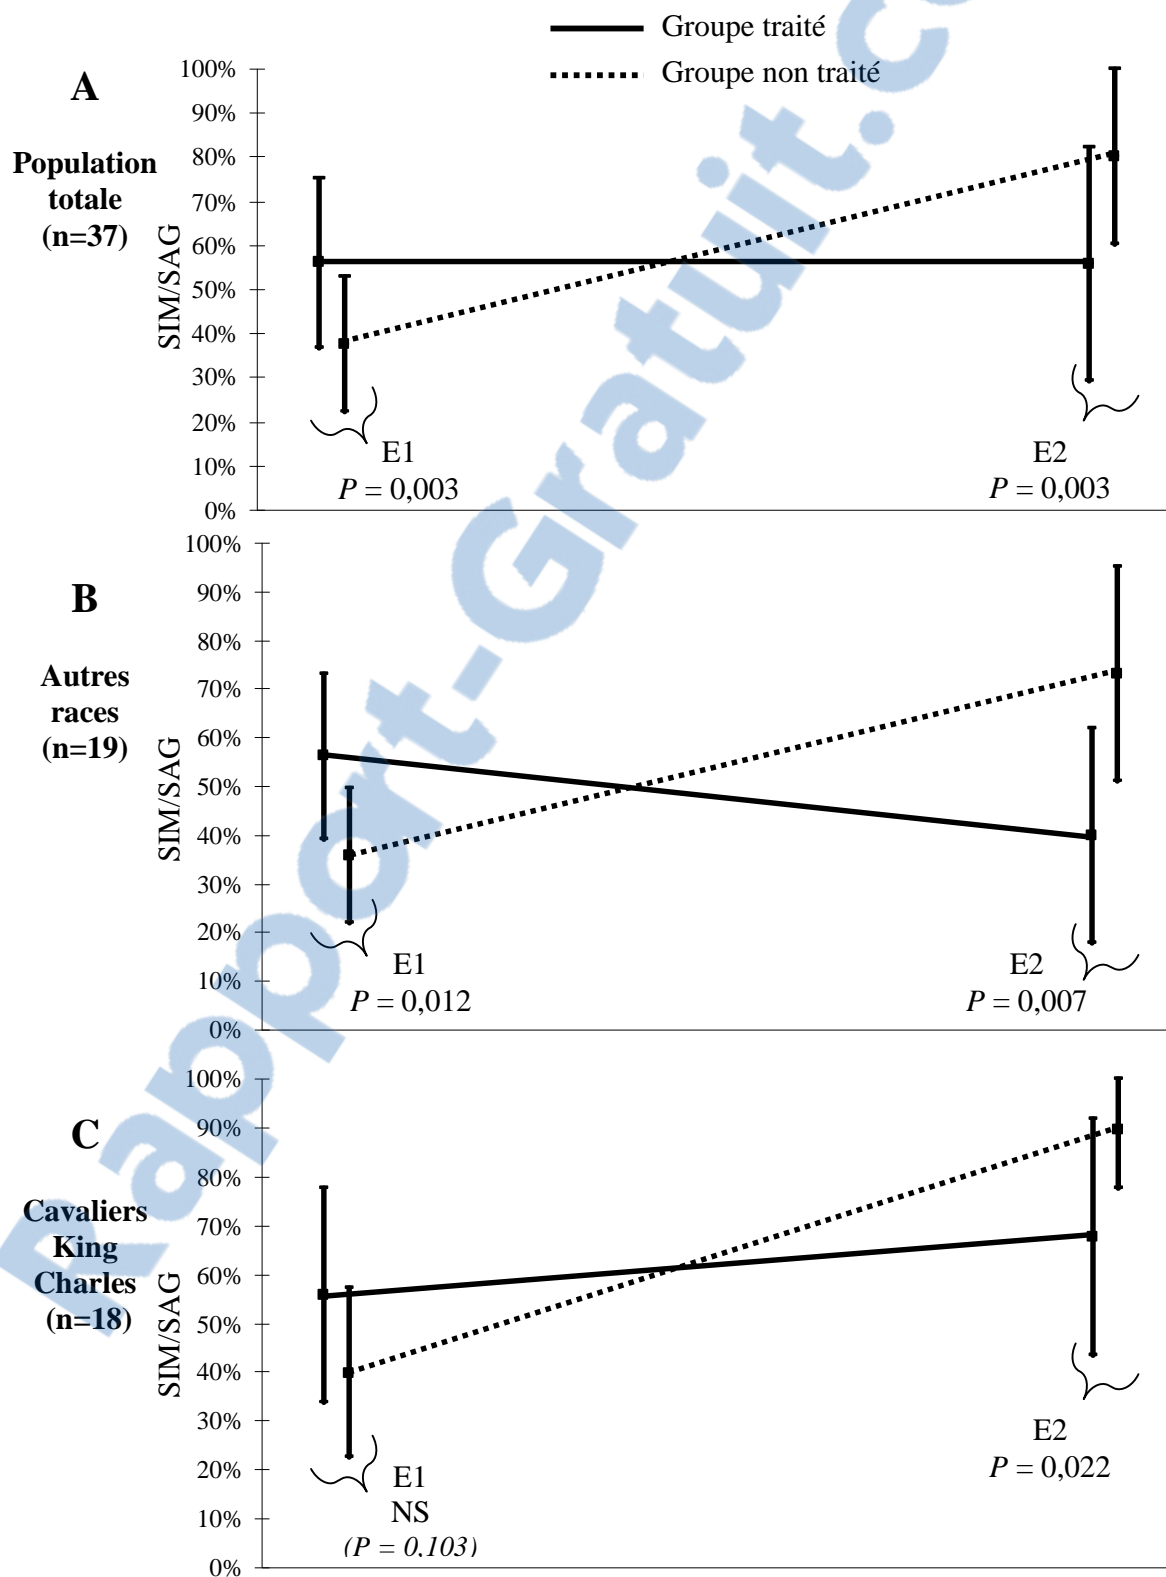 Groupe traité
Groupe non traité
A
Population
totale
(n=37)
SIM/SAG
100%
90%
80%
70%
60%
50%
40%
30%
20%
10%
0%
E1
P = 0,003
E2
P = 0,003
B
Autres
races
(n=19)
SIM/SAG
100%
90%
80%
70%
60%
50%
40%
30%
20%
10%
0%
E1
P = 0,012
E2
P = 0,007
C
Cavaliers
King
Charles
(n=18)
SIM/SAG
100%
90%
80%
70%
60%
50%
40%
30%
20%
10%
0%
E1
NS
(P = 0,103)
E2
P = 0,022
Rapport-Gratuit.co